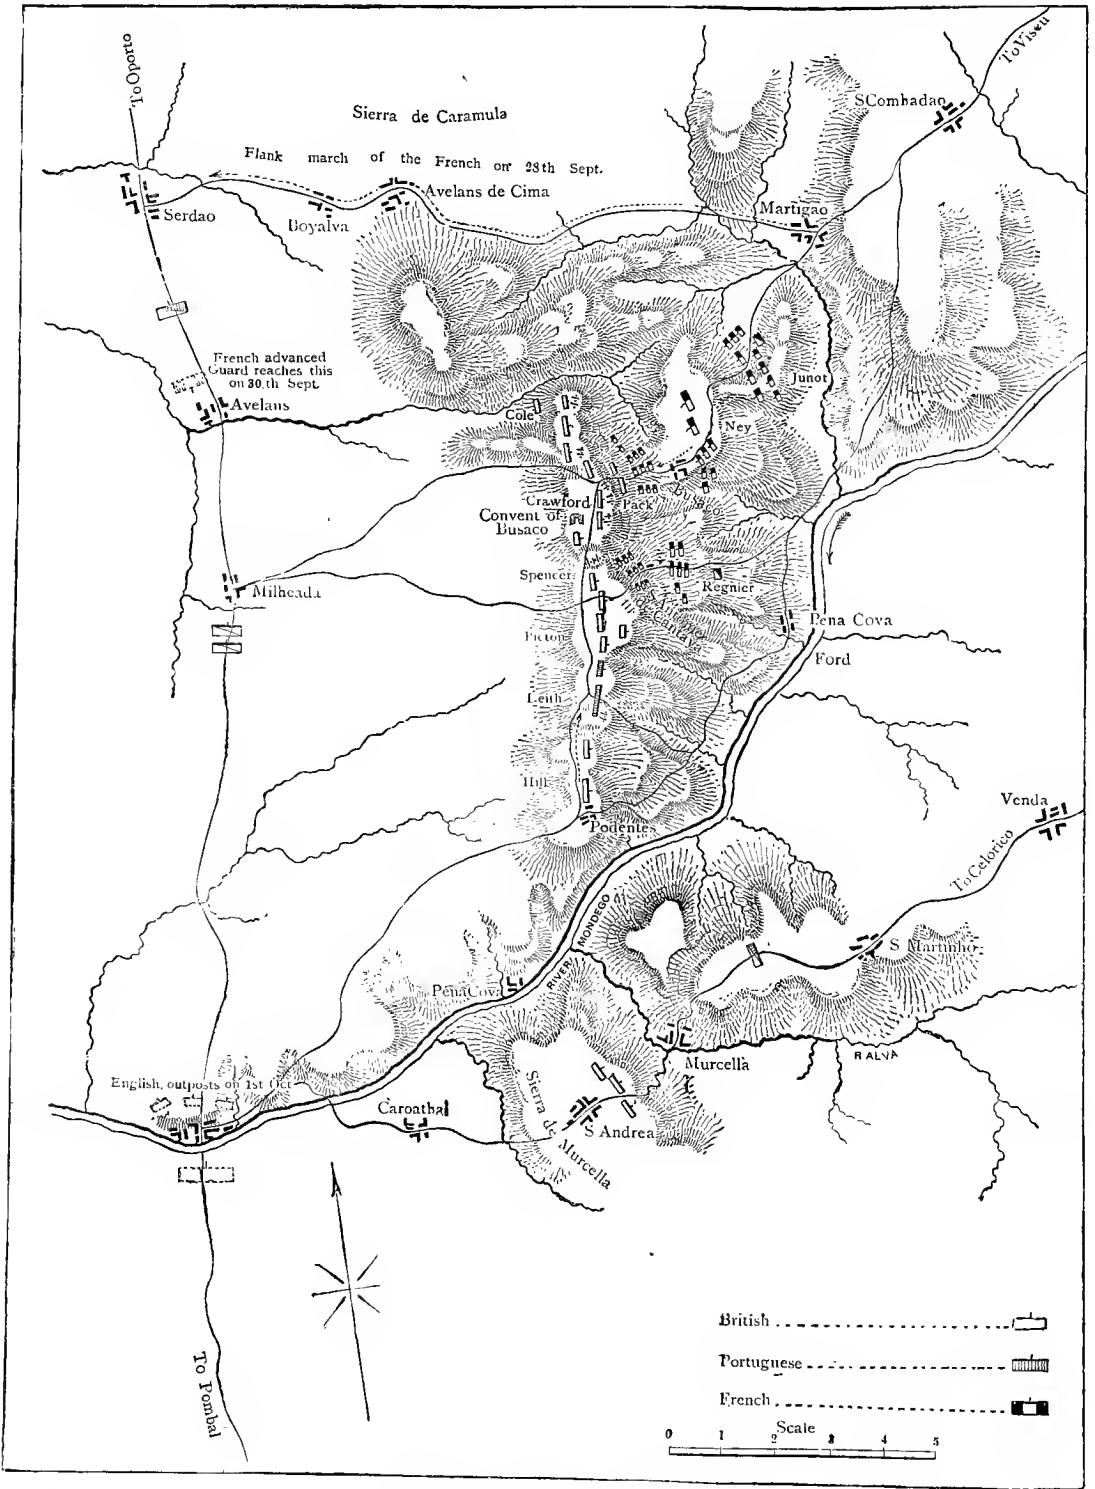 To Oporto
To Viseu
S Combadao
Sierra de Caramula
Flank march of the French on 28th Sept.
Avelans de Cima
Martigao
Serdao
Boyalva
French advanced
Guard reaches this
on 30.th Sept.
Avelans
Junot
Cole
Ney
Crawford
Pack
Busaco
Convent of
Busaco
Spencer
Regnier
Milheada
Pena Cova
Picton
Ford
Leith
Hill
Podentes
Venda
To Celorico
RIVER MONDEGO
S Martinho
Pena Cova
RALVA
Murcella
English outposts on 1st Oct
Caroathal
S Andrea
Sierra de Murcella
To Pombal
British
Portuguese
French
Scale
0 1 2 3 4 5